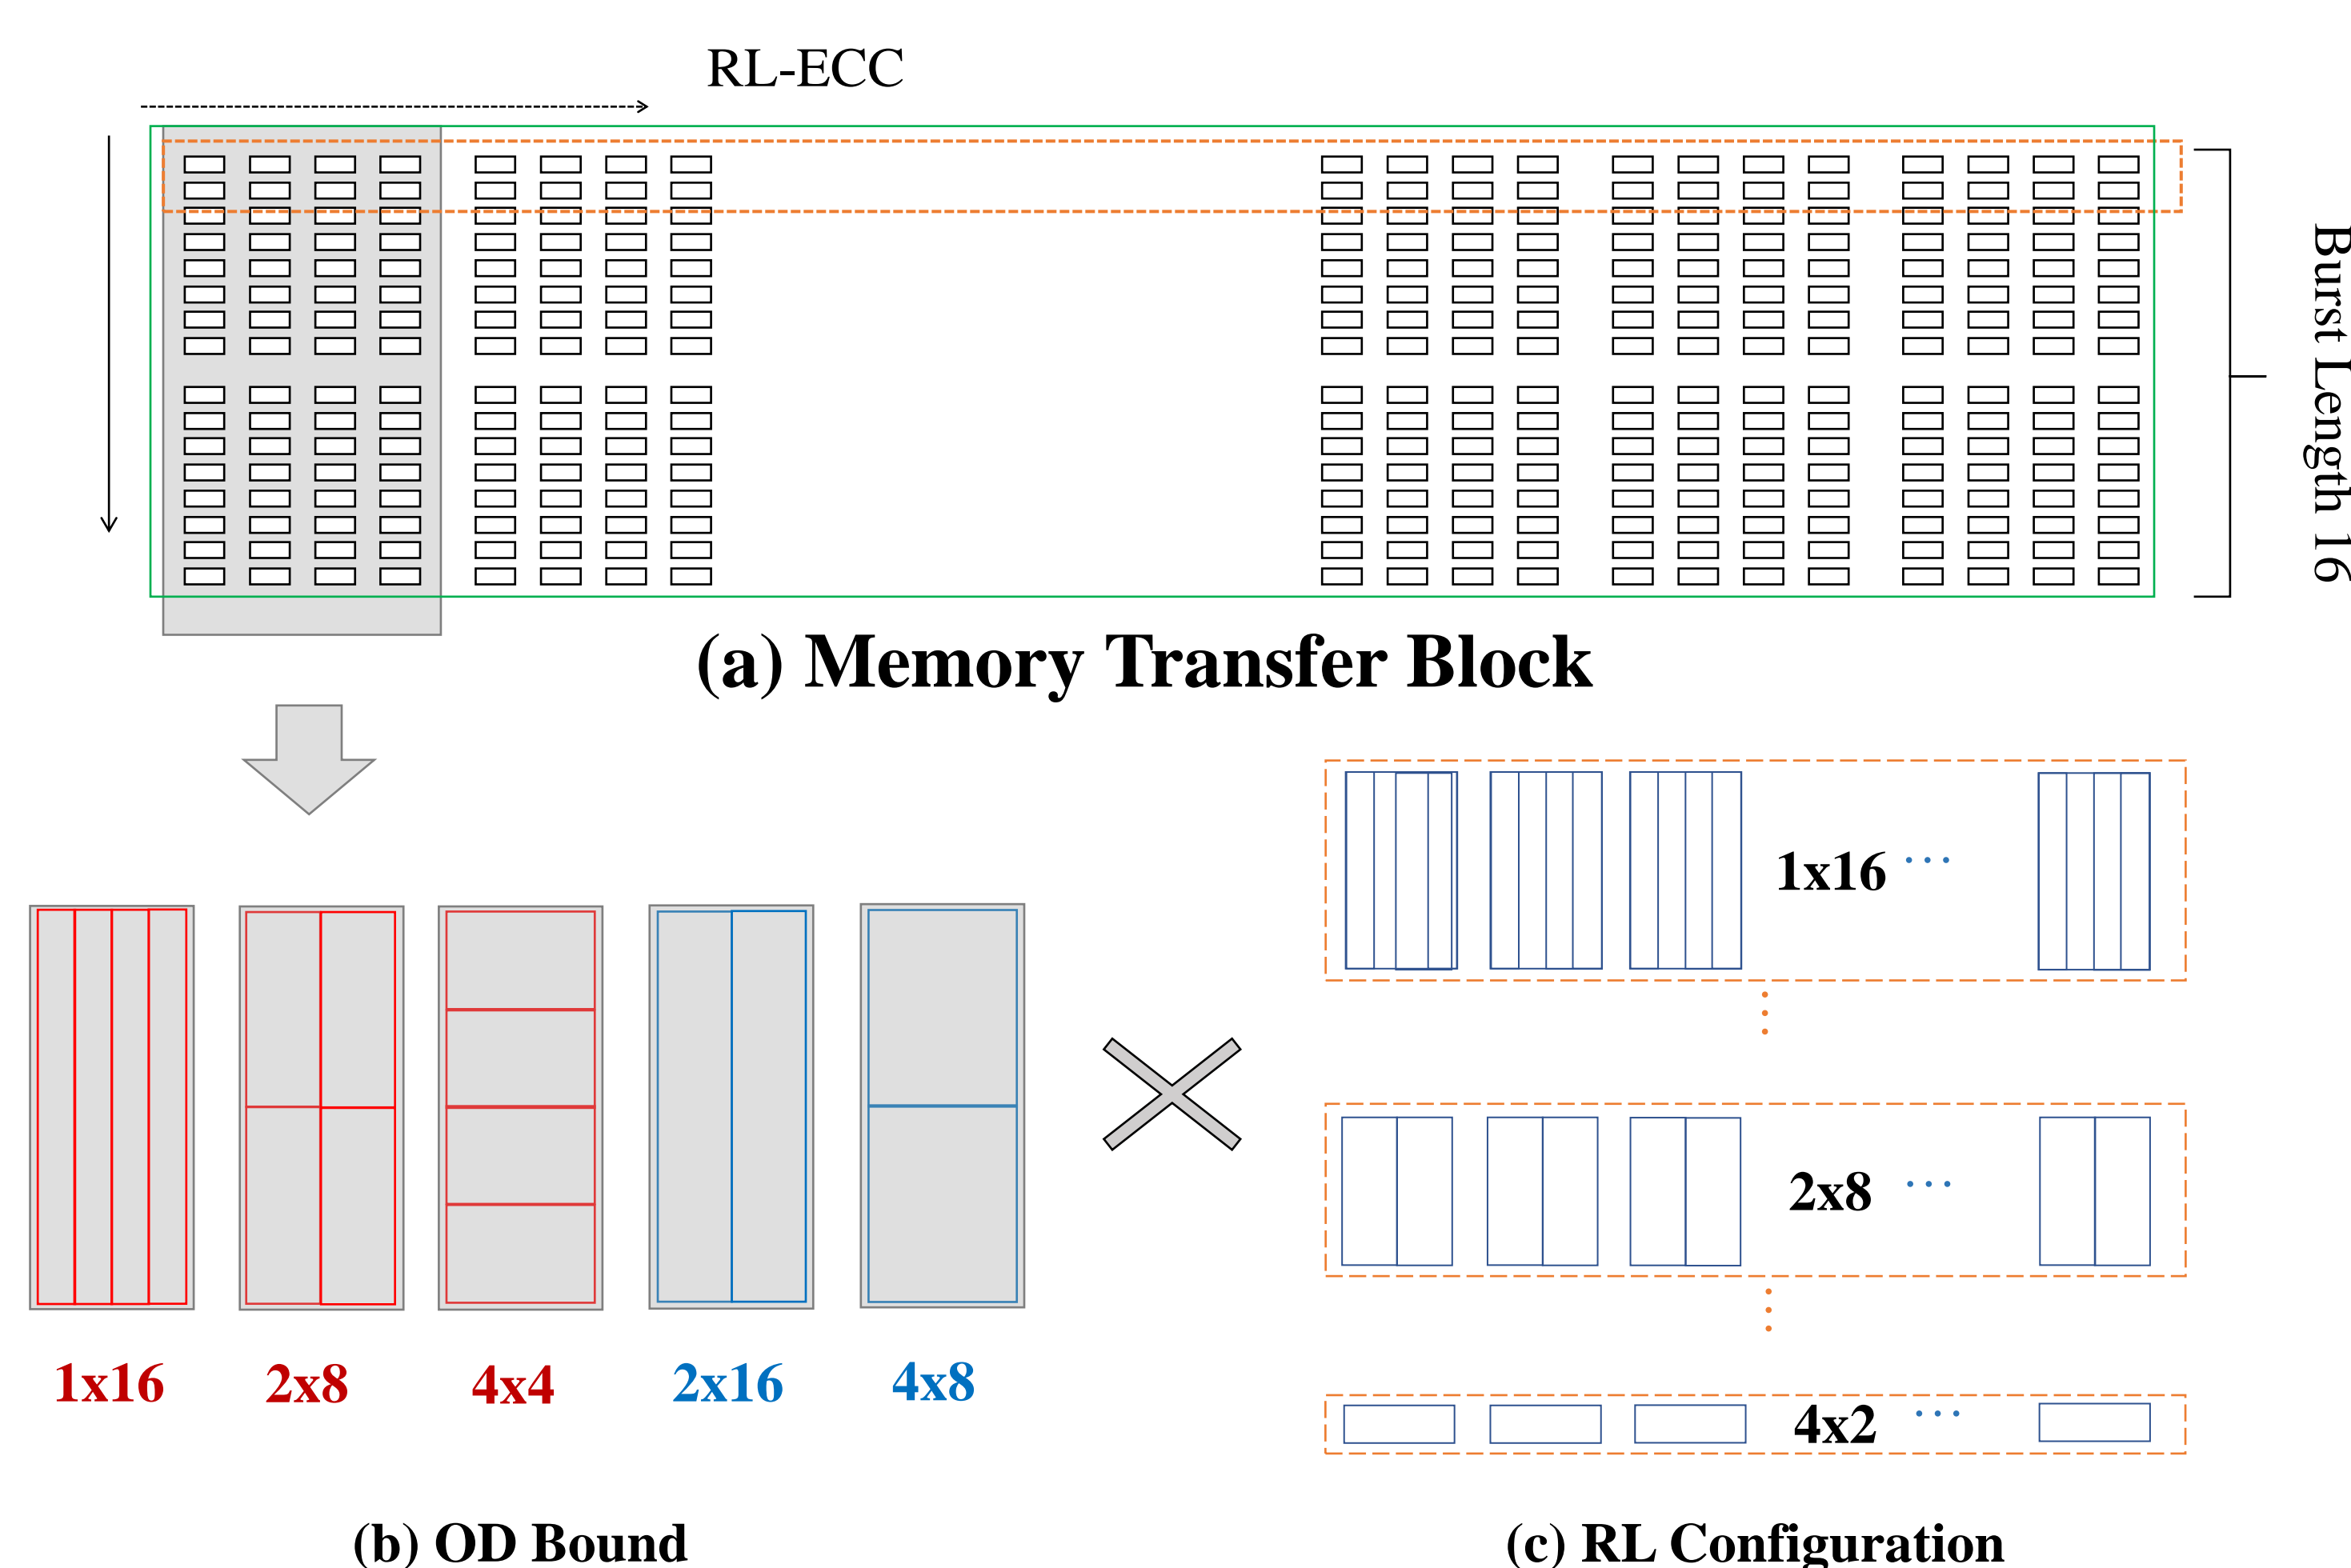 RL-ECC
Burst Length 16
(a) Memory Transfer Block
1x16
2x8
4x2
1x16
2x8
4x4
2x16
4x8
(b) OD Bound
(c) RL Configuration